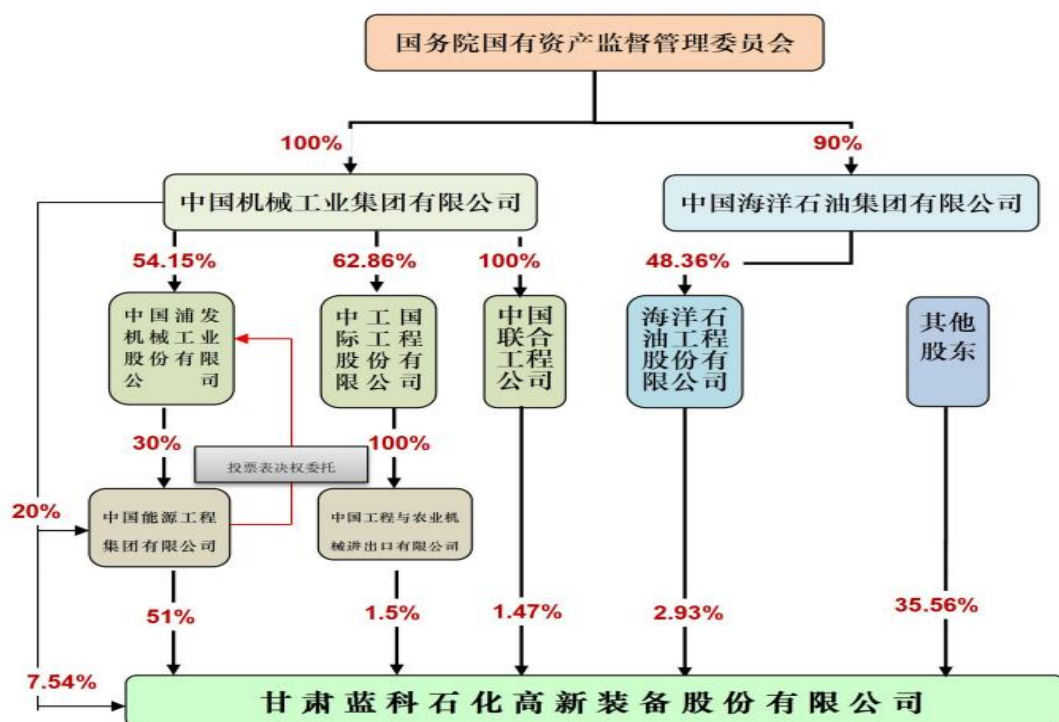 国务院国有资产监督管理委员会
100%
90%
中国机械工业集团有限公司
中国海洋石油集团有限公司
54.15%
62.86%
100%
48.36%
中国浦发
机械工业
股份有限
公司
中工国
际工程
股份有
限公司
中国
联合
工程
公司
海洋石
油工程
股份有
限公司
其他
股东
30%
100%
投票表决权委托
20%
中国能源工程
集团有限公司
中国工程与农业机
械进出口有限公司
51%
1.5%
1.47%
2.93%
35.56%
7.54%
甘肃蓝科石化高新装备股份有限公司